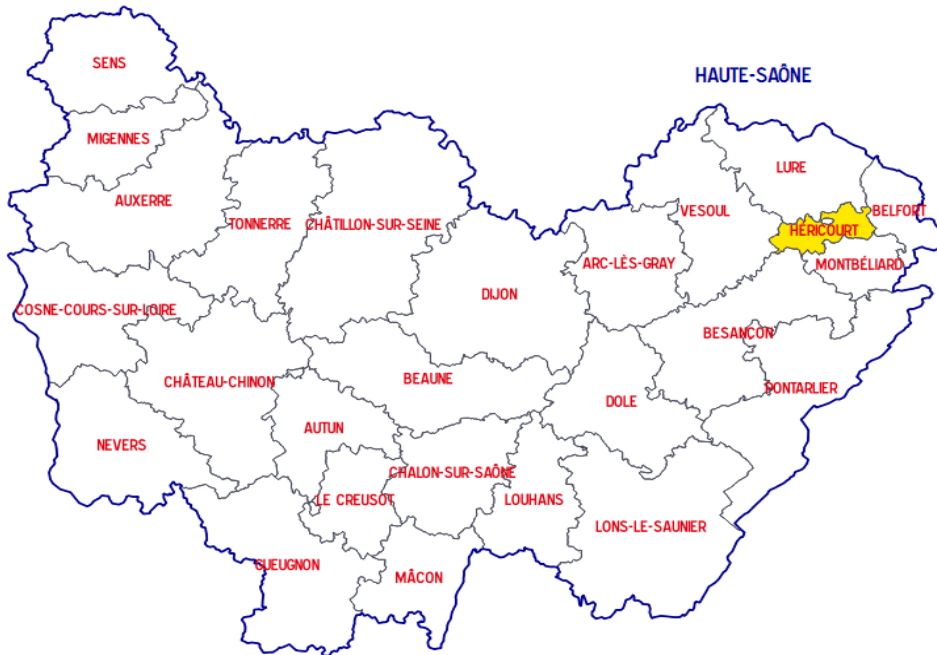 SENS
HAUTE-SAÔNE
MIGENNES
LURE
AUXERRE
TONNERRE
CHÂTILLON-SUR-SEINE
VESOUL
BELFORT
HÉRICOURT
ARC-LÈS-GRAY
MONTBÉLIARD
DIJON
COSNE-COURS-SUR-LOIRE
BESANCON
CHÂTEAU-CHINON
BEAUNE
PONTARLIER
DOLE
AUTUN
NEVERS
CHALON-SUR-SAÔNE
LE CREUSOT
LOUHANS
LONS-LE-SAUNIER
GUEUGNON
MÂCON